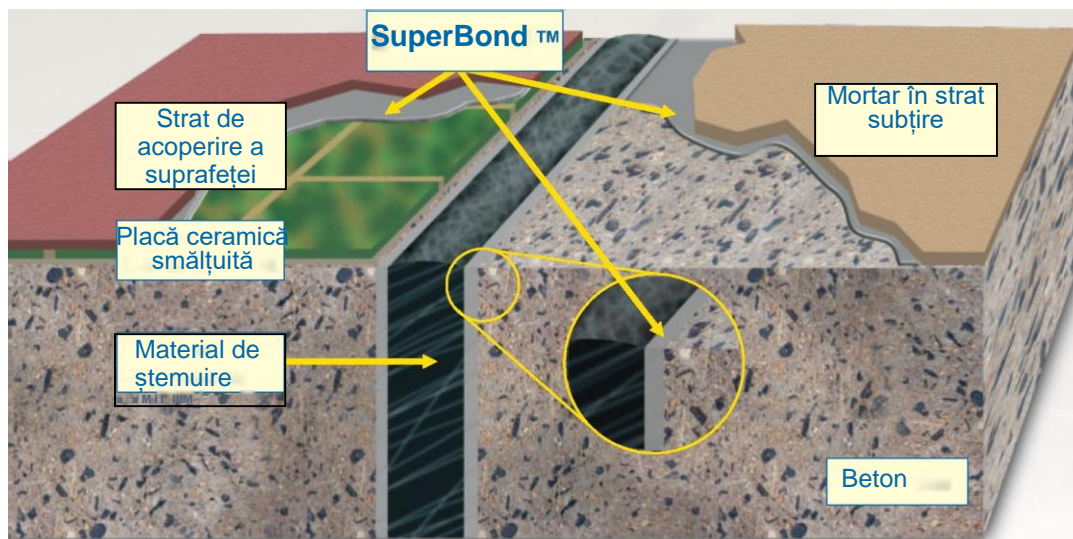 SuperBond TM
Strat de
acoperire a
suprafeței
Mortar în strat
subțire
Placă ceramică
smălțuită
Material de
ștemuire
Beton